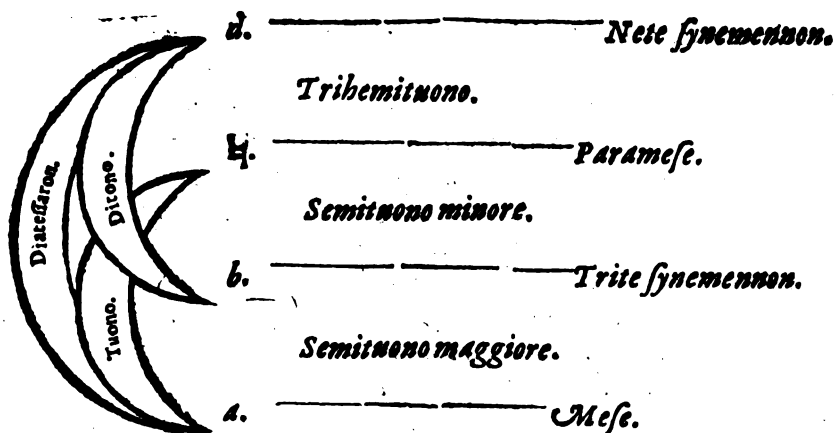 d. Nete ſynemennon.
Trihemituono.
♮. Parameſe.
Semituono minore.
b. Trite ſynemennon.
Semituono maggiore.
a. Meſe.
Diateſſaron.
Ditono.
Tuono.